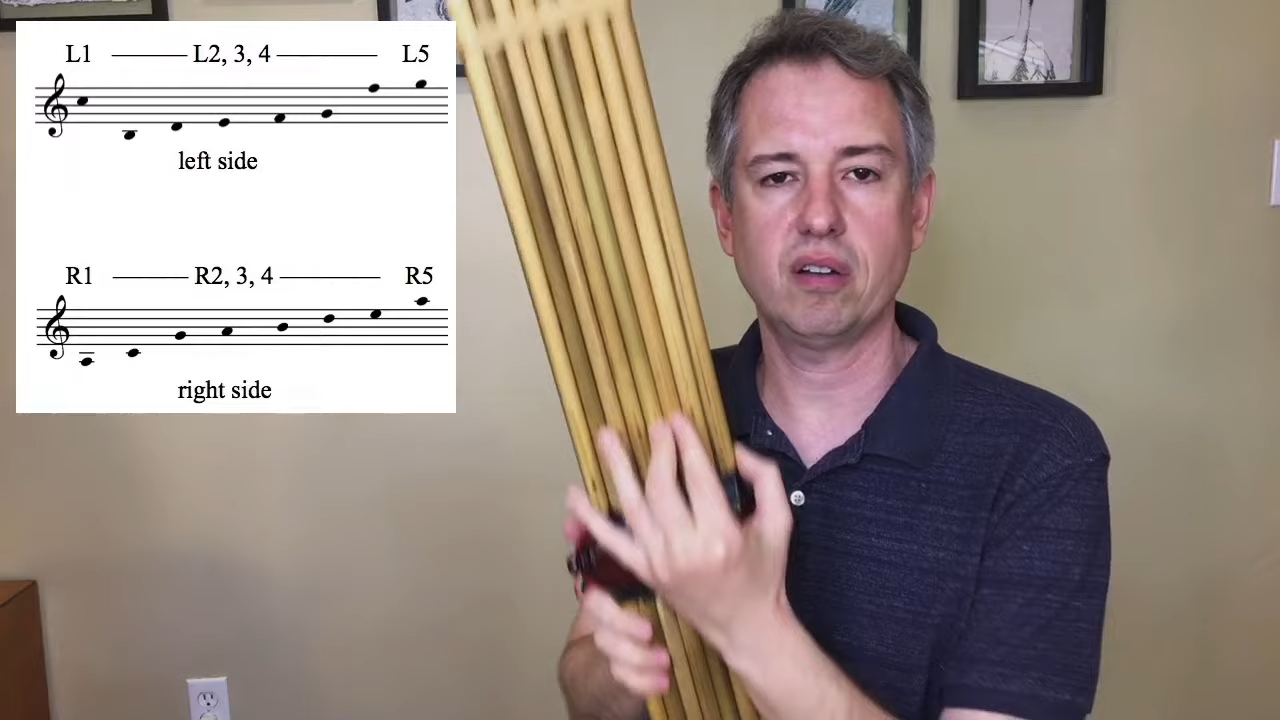 L1 ——— L2, 3, 4 ———— L5
left side
R1 ——— R2, 3, 4 ———— R5
right side